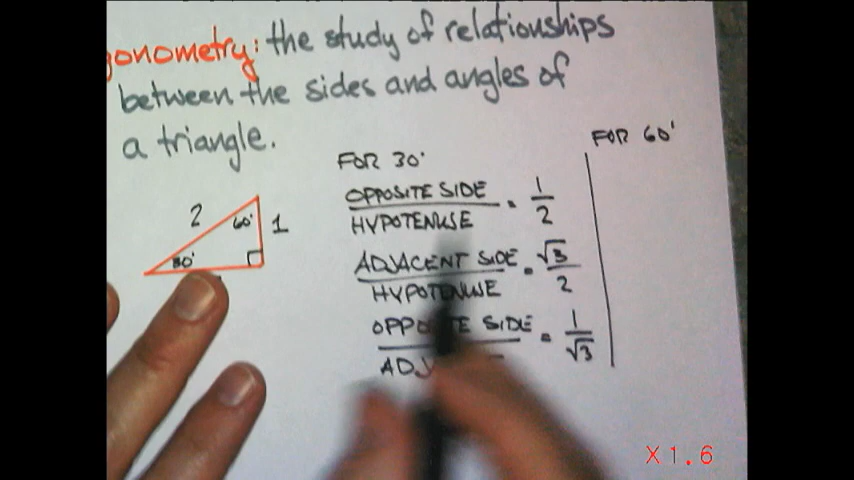 gonometry: the study of relationships
between the sides and angles of
a triangle.
FOR 60°
FOR 30°
OPPOSITE SIDE
HYPOTENUSE
= 1/2
ADJACENT SIDE
HYPOTENUSE
= √3/2
SIDE
= 1/√3
2
60°
1
30°
X1.6